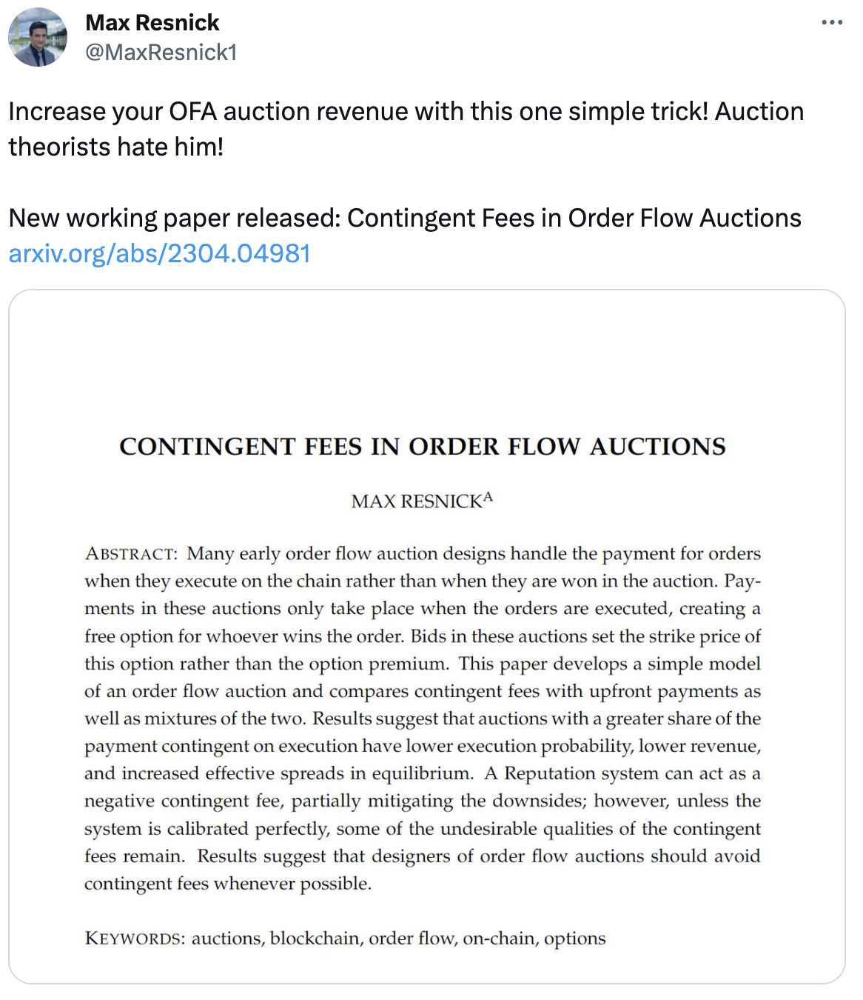 Max Resnick
@MaxResnick1
Increase your OFA auction revenue with this one simple trick! Auction
theorists hate him!
New working paper released: Contingent Fees in Order Flow Auctions
arxiv.org/abs/2304.04981
CONTINGENT FEES IN ORDER FLOW AUCTIONS
MAX RESNICKᴬ
ABSTRACT: Many early order flow auction designs handle the payment for orders
when they execute on the chain rather than when they are won in the auction. Pay-
ments in these auctions only take place when the orders are executed, creating a
free option for whoever wins the order. Bids in these auctions set the strike price of
this option rather than the option premium. This paper develops a simple model
of an order flow auction and compares contingent fees with upfront payments as
well as mixtures of the two. Results suggest that auctions with a greater share of the
payment contingent on execution have lower execution probability, lower revenue,
and increased effective spreads in equilibrium. A Reputation system can act as a
negative contingent fee, partially mitigating the downsides; however, unless the
system is calibrated perfectly, some of the undesirable qualities of the contingent
fees remain. Results suggest that designers of order flow auctions should avoid
contingent fees whenever possible.
KEYWORDS: auctions, blockchain, order flow, on-chain, options